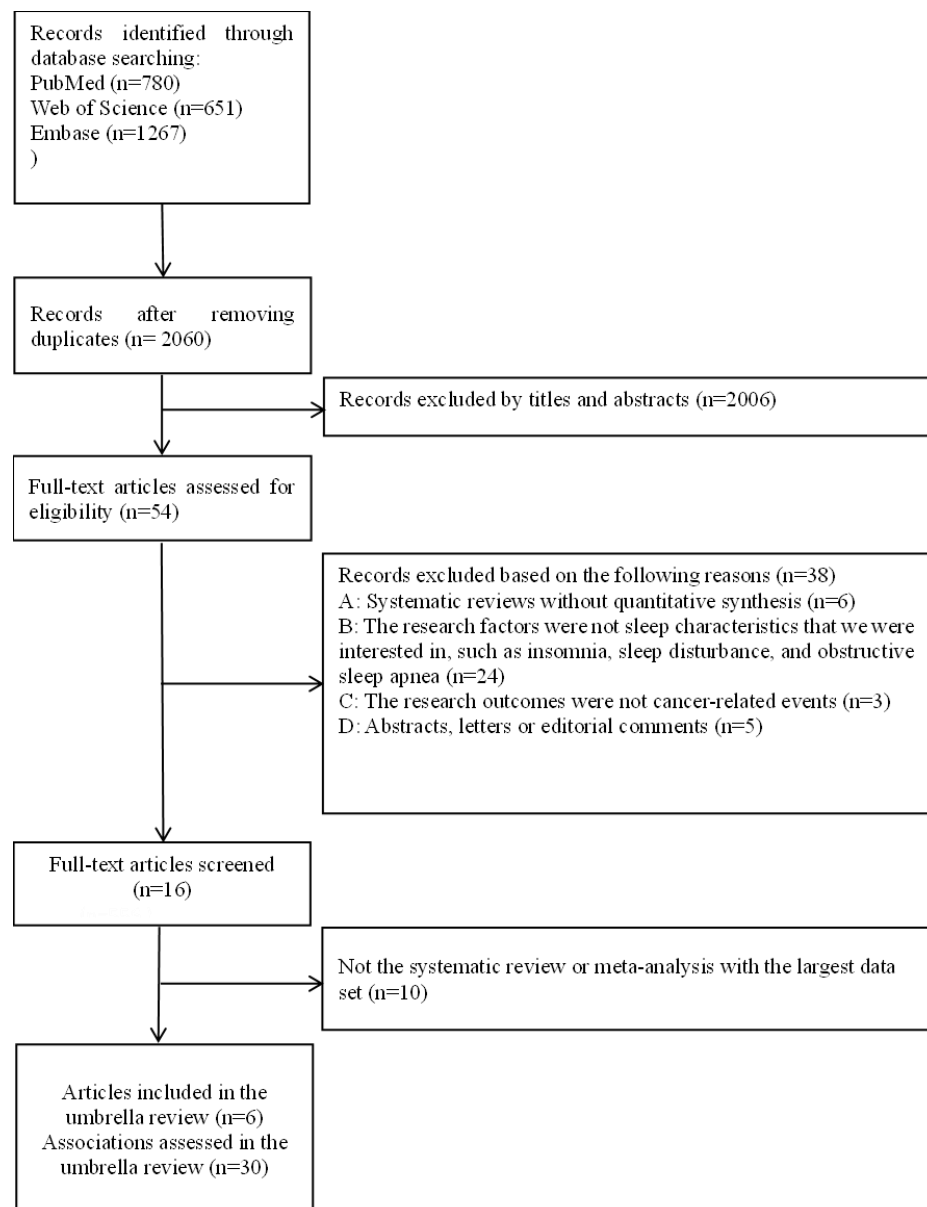 Records identified through
database searching:
PubMed (n=780)
Web of Science (n=651)
Embase (n=1267)
)
Records after removing
duplicates (n= 2060)
Records excluded by titles and abstracts (n=2006)
Full-text articles assessed for
eligibility (n=54)
Records excluded based on the following reasons (n=38)
A: Systematic reviews without quantitative synthesis (n=6)
B: The research factors were not sleep characteristics that we were
interested in, such as insomnia, sleep disturbance, and obstructive
sleep apnea (n=24)
C: The research outcomes were not cancer-related events (n=3)
D: Abstracts, letters or editorial comments (n=5)
Full-text articles screened
(n=16)
Not the systematic review or meta-analysis with the largest data
set (n=10)
Articles included in the
umbrella review (n=6)
Associations assessed in the
umbrella review (n=30)